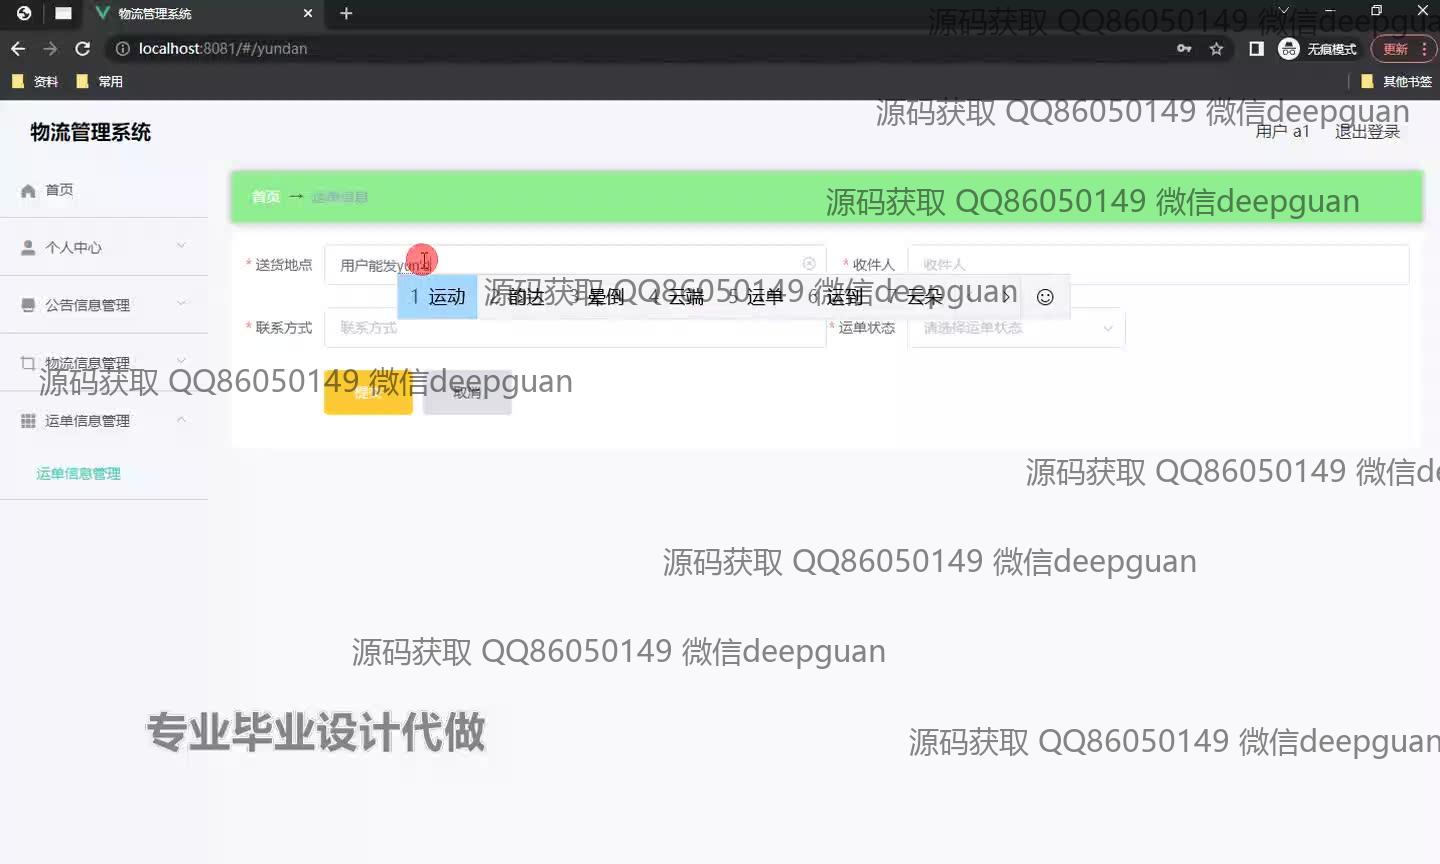 物流管理系统
localhost:8081/#/yundan
无痕模式
更新
资料
常用
其他书签
源码获取 QQ86050149 微信deepgua
源码获取 QQ86050149 微信deepguan
物流管理系统
用户 a1
退出登录
首页
首页 → 运单信息
源码获取 QQ86050149 微信deepguan
个人中心
* 送货地点
用户能发yun'd
* 收件人
收件人
1 运动
2 韵达
3 晕倒
4 云端
5 运单
6 运到
7 云朵
源码获取 QQ86050149 微信deepguan
公告信息管理
* 联系方式
联系方式
* 运单状态
请选择运单状态
物流信息管理
源码获取 QQ86050149 微信deepguan
提交
取消
运单信息管理
运单信息管理
源码获取 QQ86050149 微信de
源码获取 QQ86050149 微信deepguan
源码获取 QQ86050149 微信deepguan
专业毕业设计代做
源码获取 QQ86050149 微信deepguan